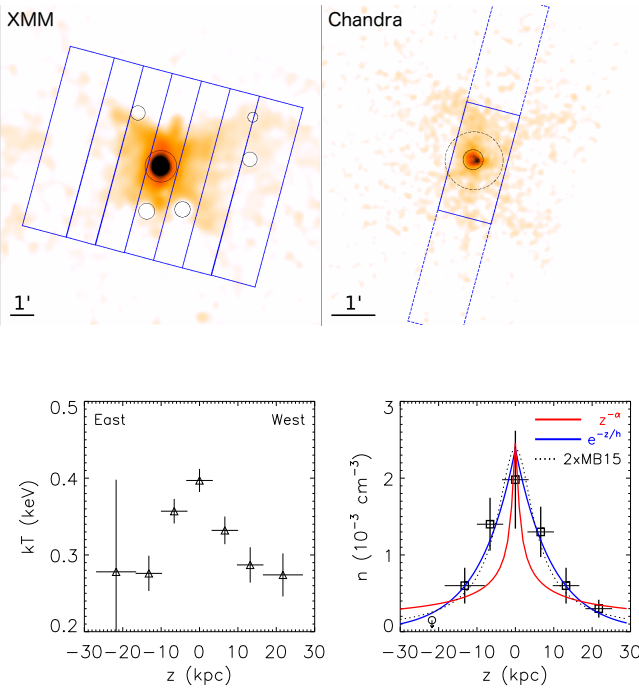 XMM
Chandra
1'
1'
East
West
0.5
0.4
0.3
0.2
kT (keV)
−30−20−10 0 10 20 30
z (kpc)
z^−α
e^−z/h
2xMB15
3
2
1
0
n (10^−3 cm^−3)
−30−20−10 0 10 20 30
z (kpc)